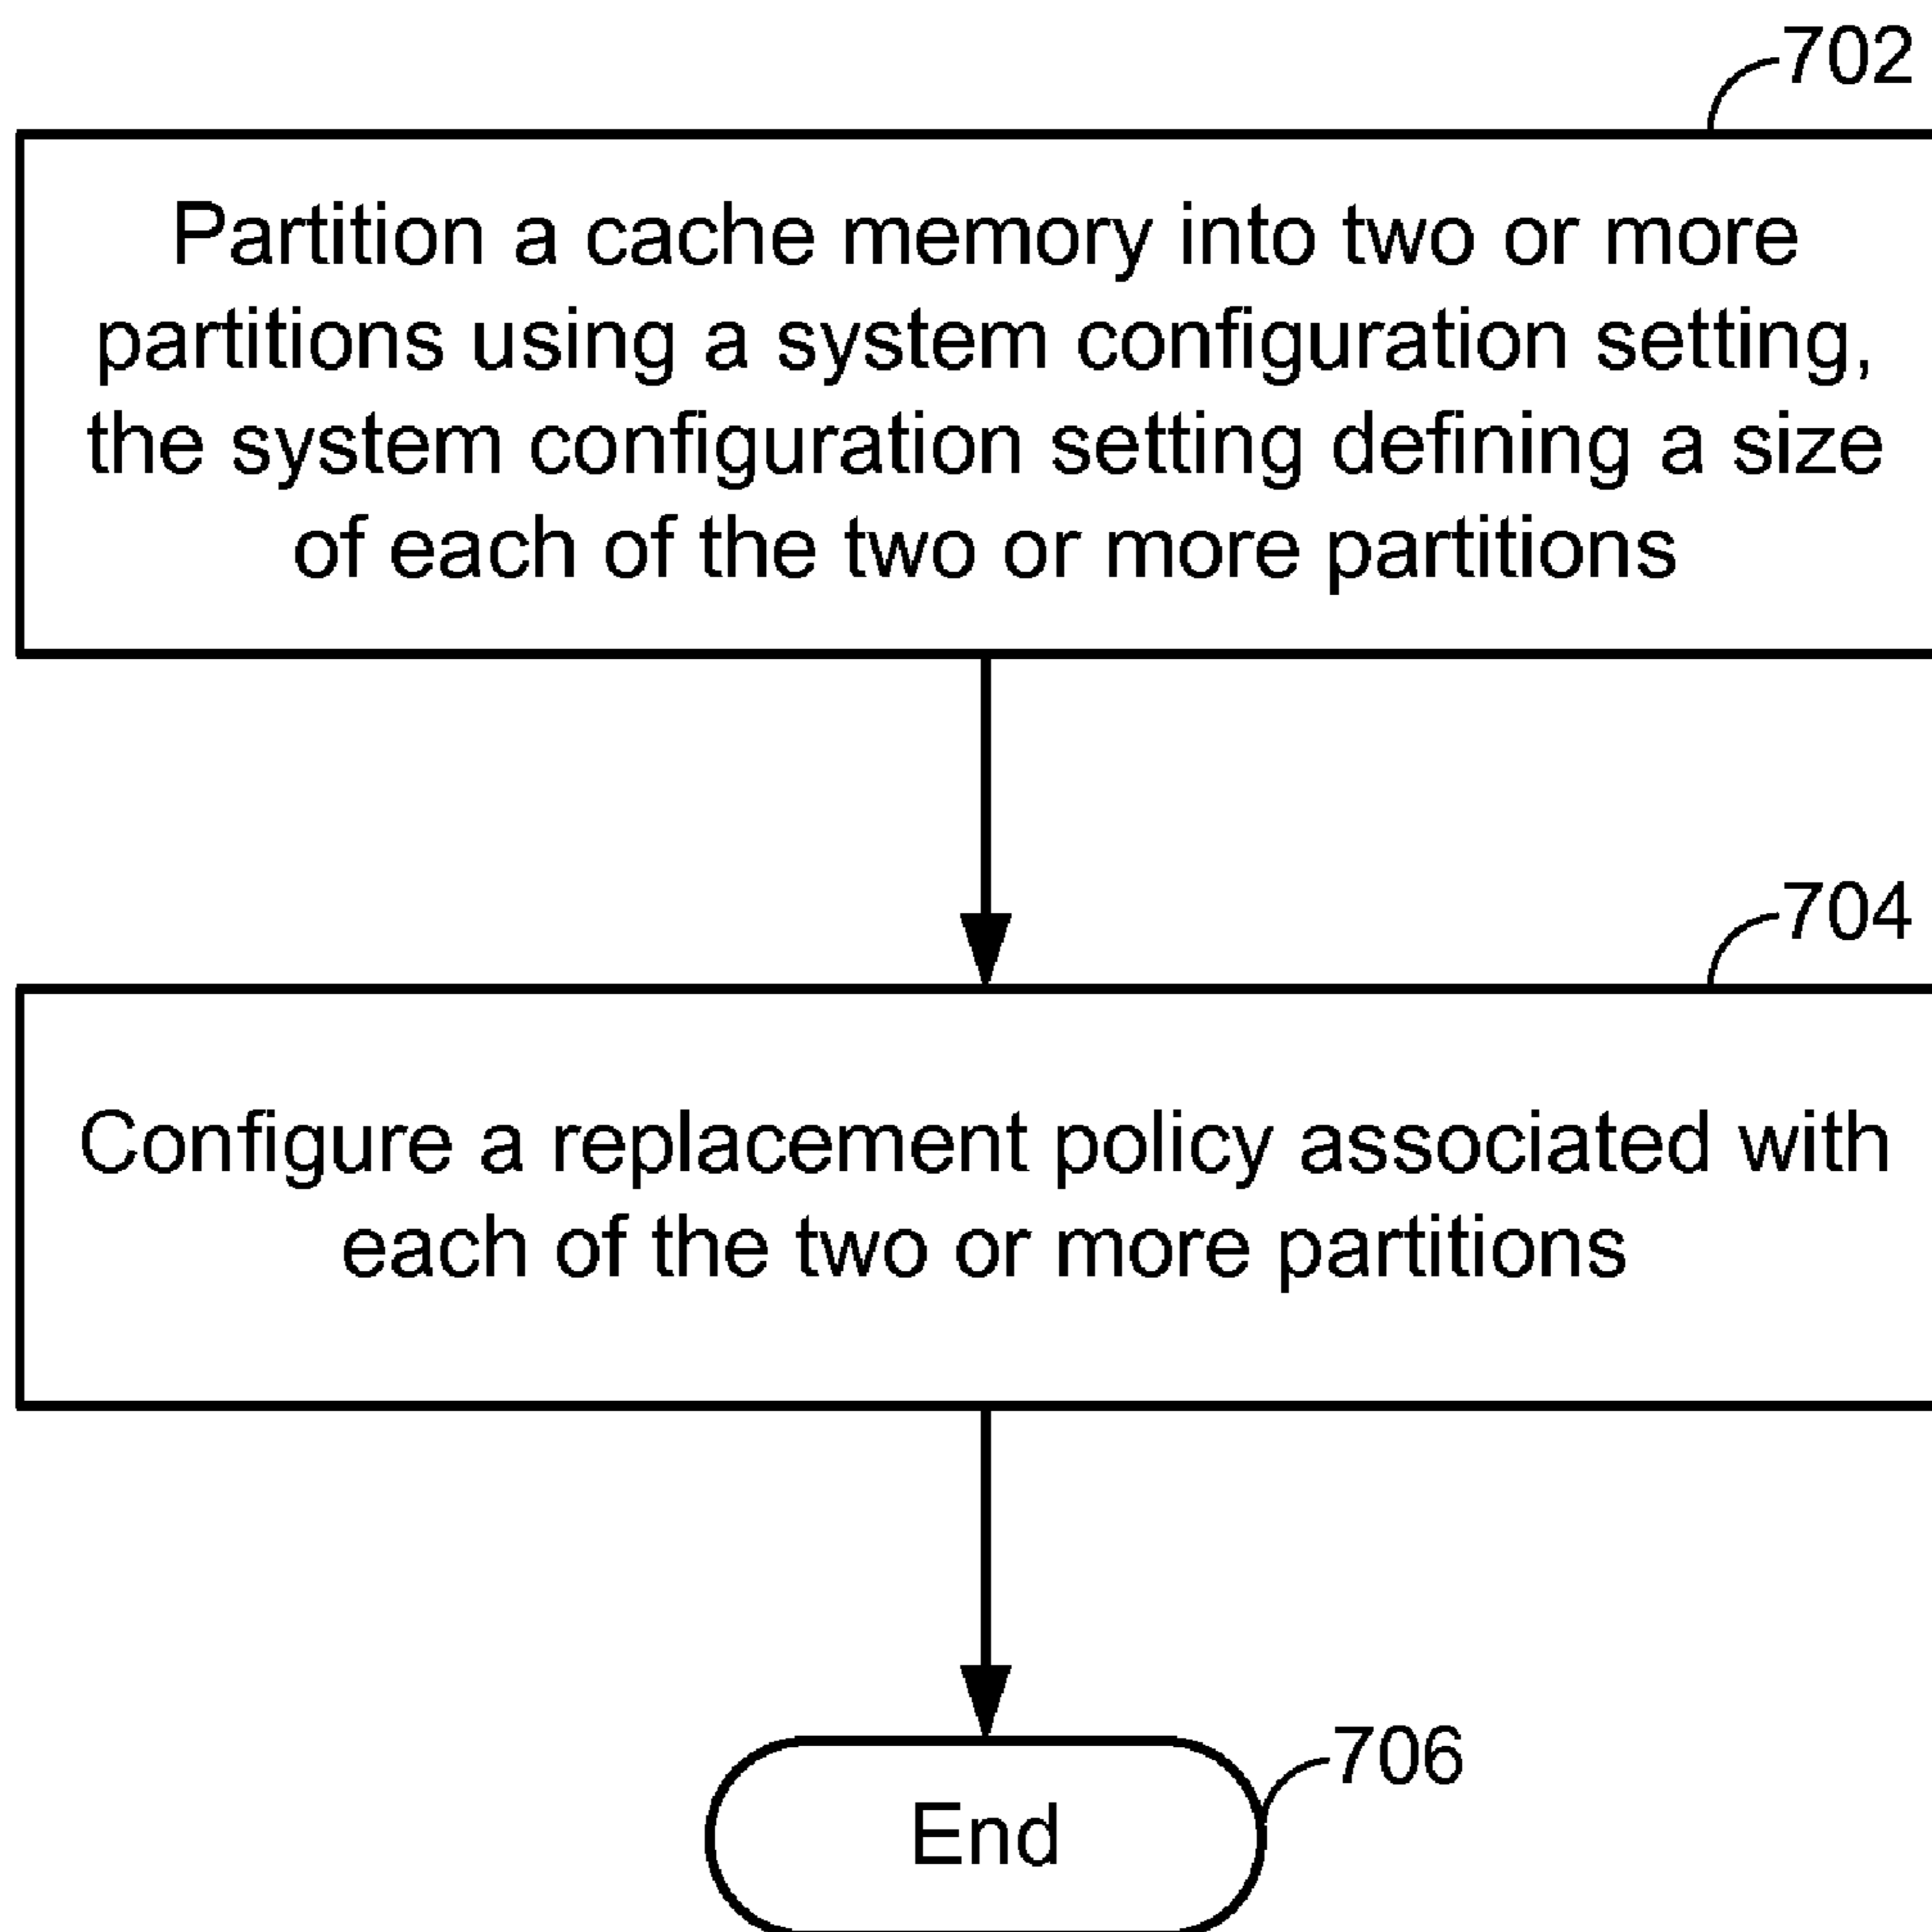 702
Partition a cache memory into two or more
partitions using a system configuration setting,
the system configuration setting defining a size
of each of the two or more partitions
704
Configure a replacement policy associated with
each of the two or more partitions
706
End